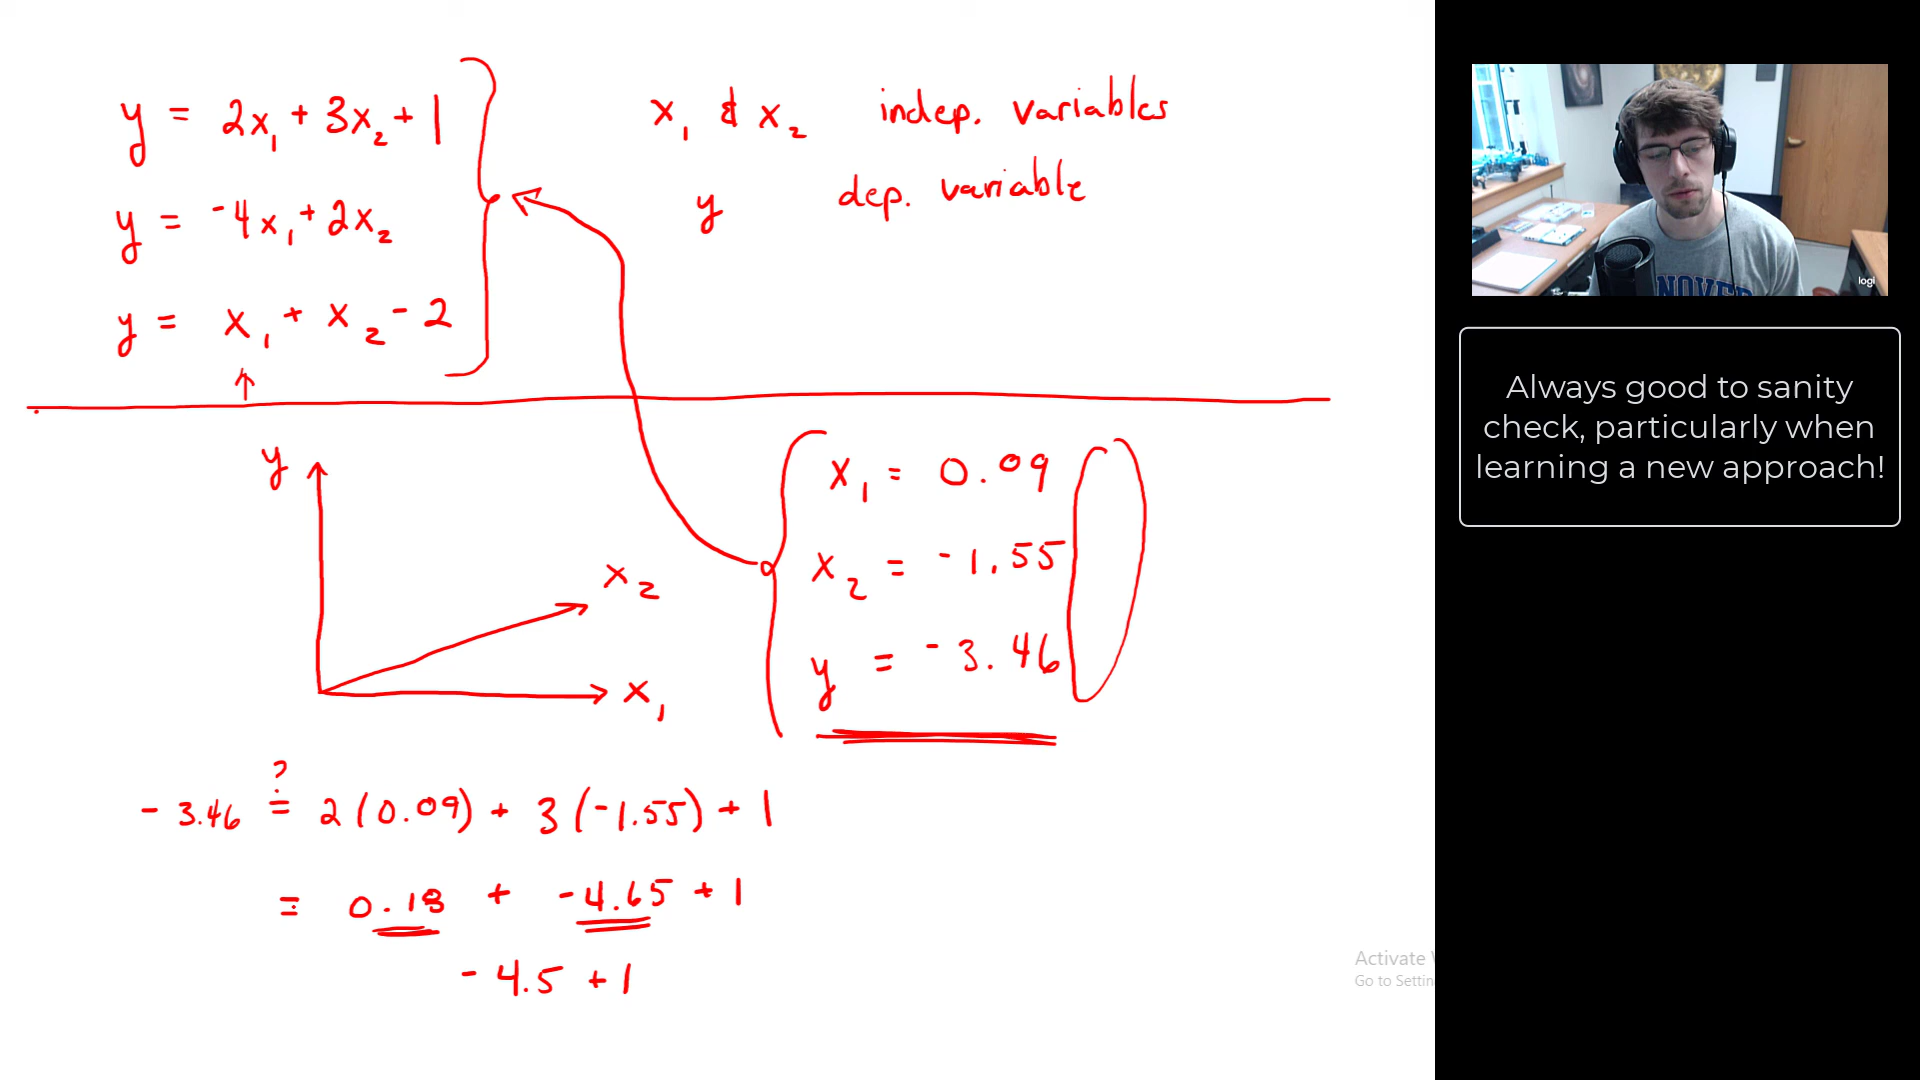 y = 2x₁ + 3x₂ + 1
y = -4x₁ + 2x₂
y = x₁ + x₂ - 2
x₁ & x₂ indep. variables
y dep. variable
y
x₂
x₁
x₁ = 0.09
x₂ = -1.55
y = -3.46
-3.46 ≟ 2(0.09) + 3(-1.55) + 1
= 0.18 + -4.65 + 1
-4.5 + 1
logi
NOVER
Always good to sanity
check, particularly when
learning a new approach!
Activate
Go to Settin